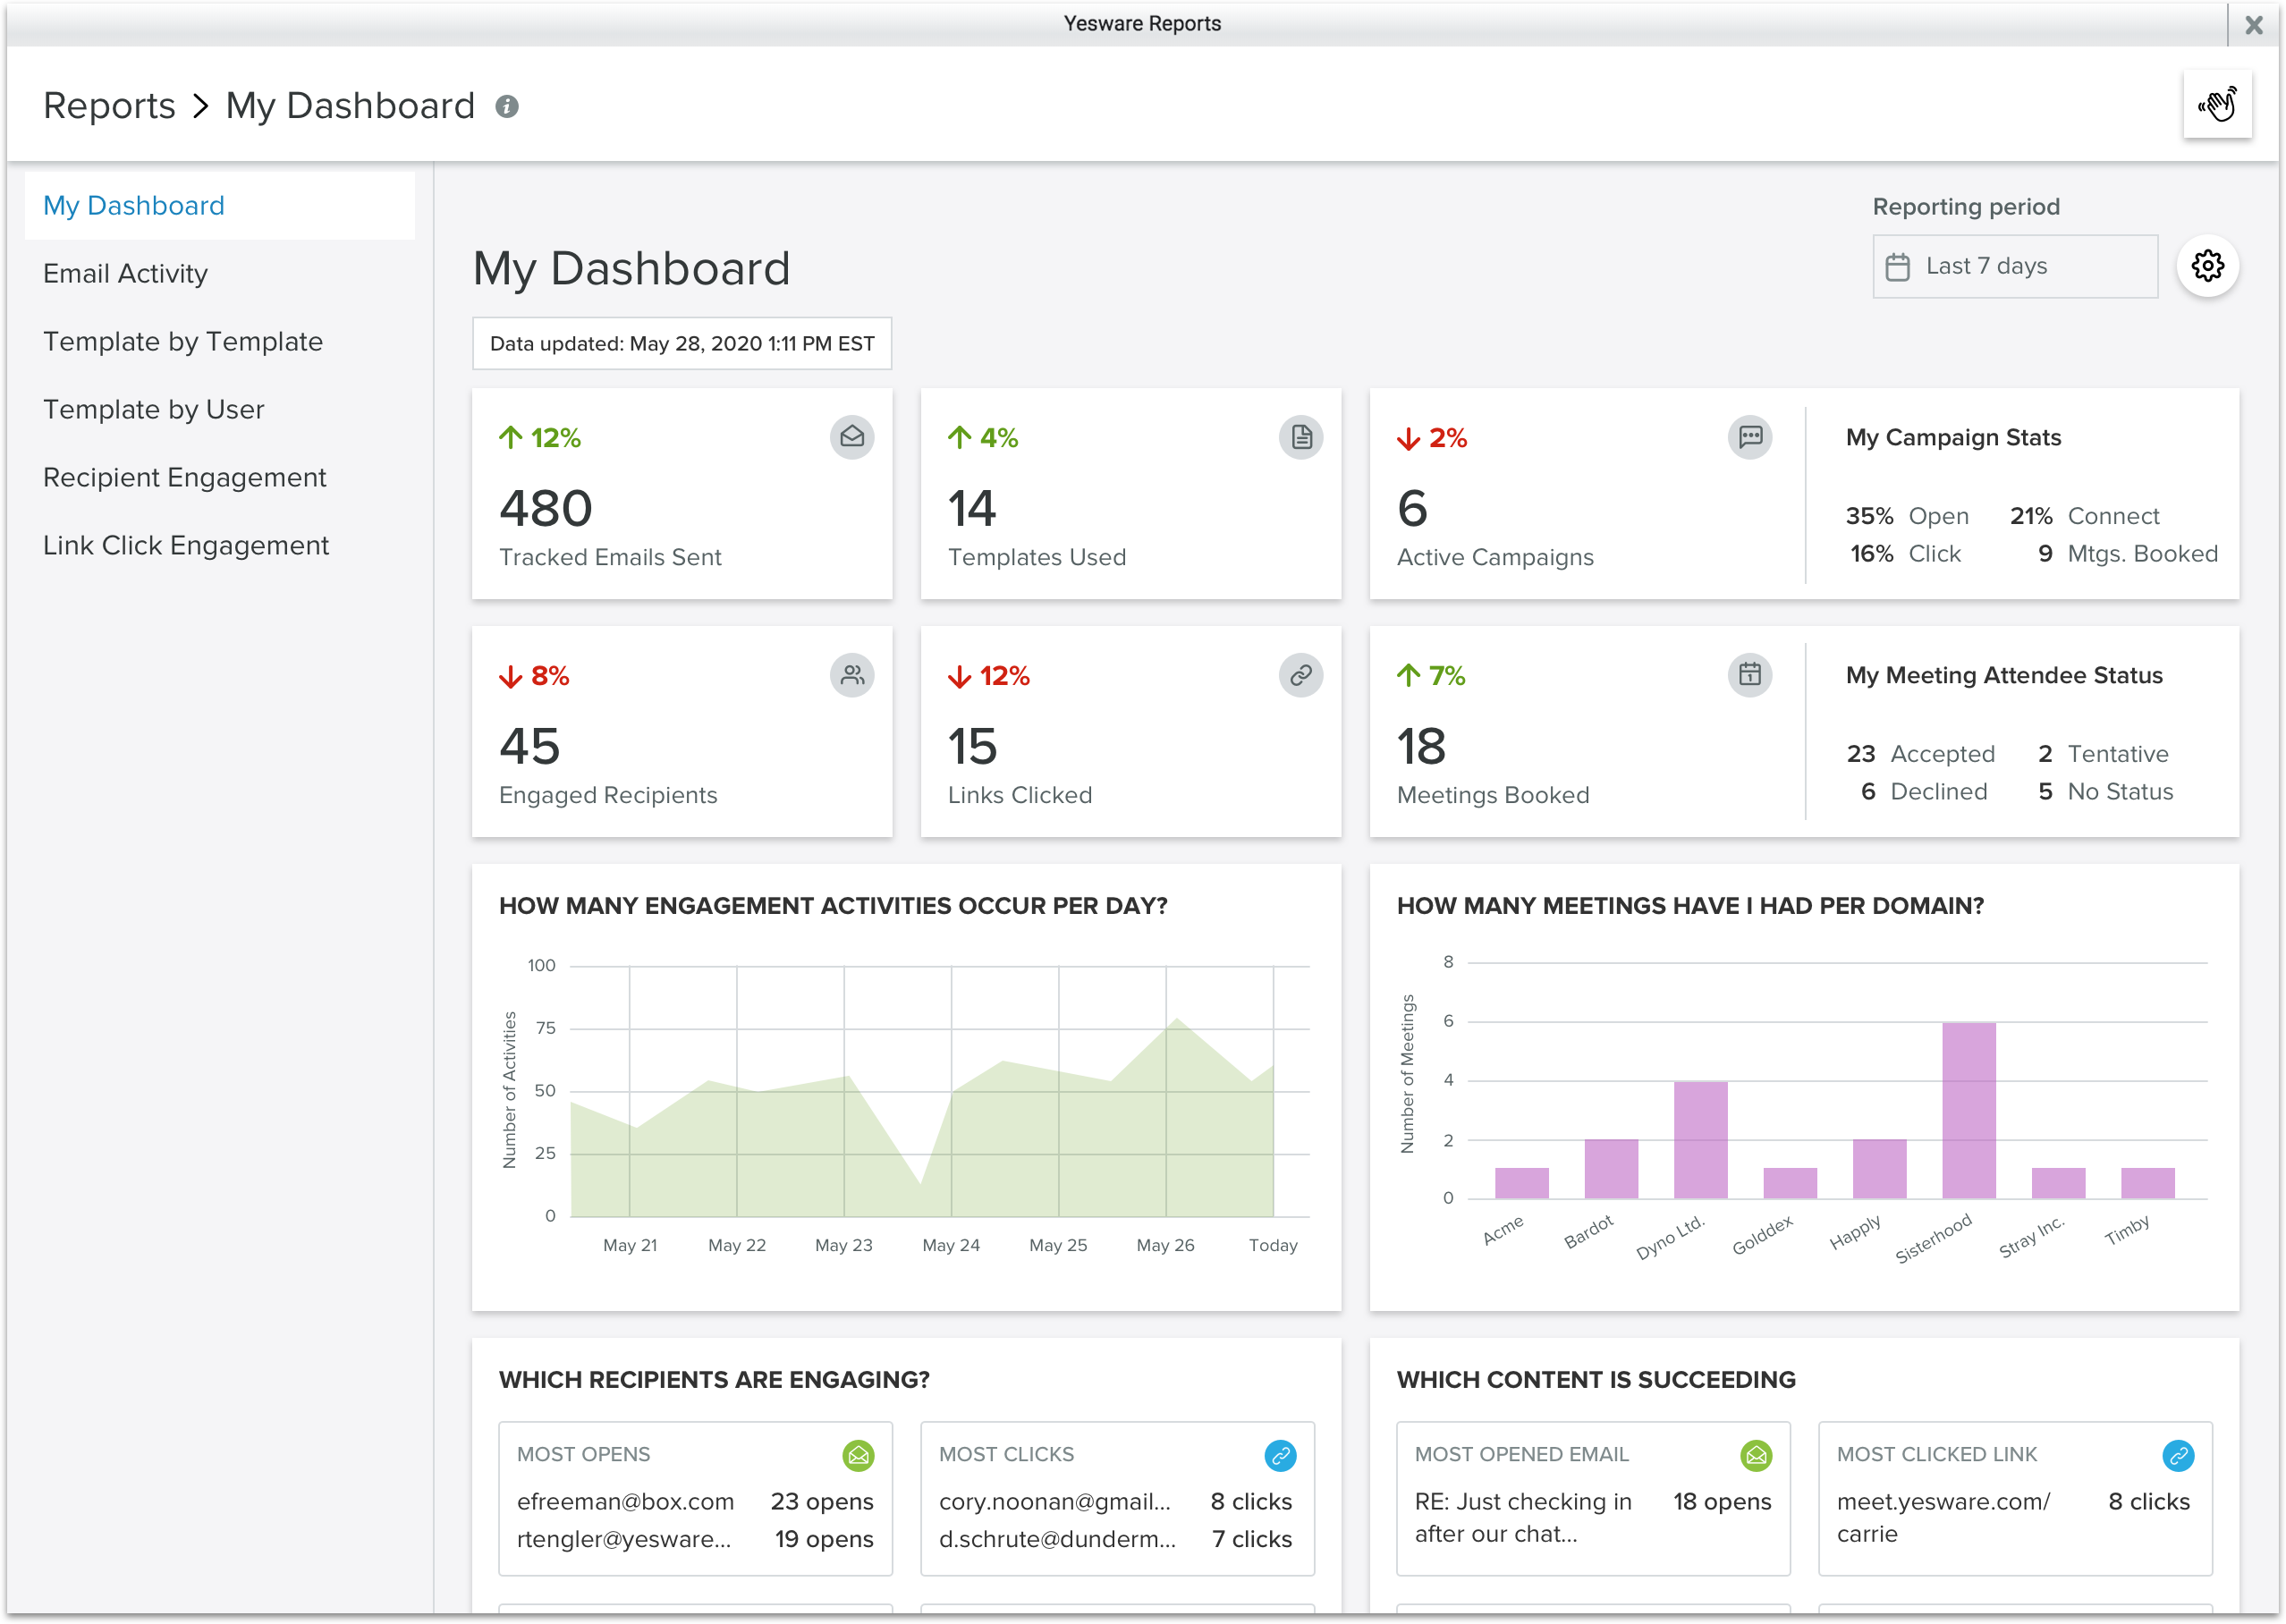 Yesware Reports
Reports > My Dashboard
My Dashboard
Email Activity
Template by Template
Template by User
Recipient Engagement
Link Click Engagement
Reporting period
Last 7 days
My Dashboard
Data updated: May 28, 2020 1:11 PM EST
12%
480
Tracked Emails Sent
4%
14
Templates Used
2%
6
Active Campaigns
My Campaign Stats
35% Open 21% Connect
16% Click 9 Mtgs. Booked
8%
45
Engaged Recipients
12%
15
Links Clicked
7%
18
Meetings Booked
My Meeting Attendee Status
23 Accepted 2 Tentative
6 Declined 5 No Status
HOW MANY ENGAGEMENT ACTIVITIES OCCUR PER DAY?
Number of Activities
100
75
50
25
0
May 21 May 22 May 23 May 24 May 25 May 26 Today
HOW MANY MEETINGS HAVE I HAD PER DOMAIN?
Number of Meetings
8
6
4
2
0
Acme Bardot Dyno Ltd. Golddex Happly Sisterhood Stray Inc. Timby
WHICH RECIPIENTS ARE ENGAGING?
MOST OPENS
efreeman@box.com 23 opens
rtengler@yesware... 19 opens
MOST CLICKS
cory.noonan@gmail... 8 clicks
d.schrute@dunderm... 7 clicks
WHICH CONTENT IS SUCCEEDING
MOST OPENED EMAIL
RE: Just checking in 18 opens
after our chat...
MOST CLICKED LINK
meet.yesware.com/ 8 clicks
carrie